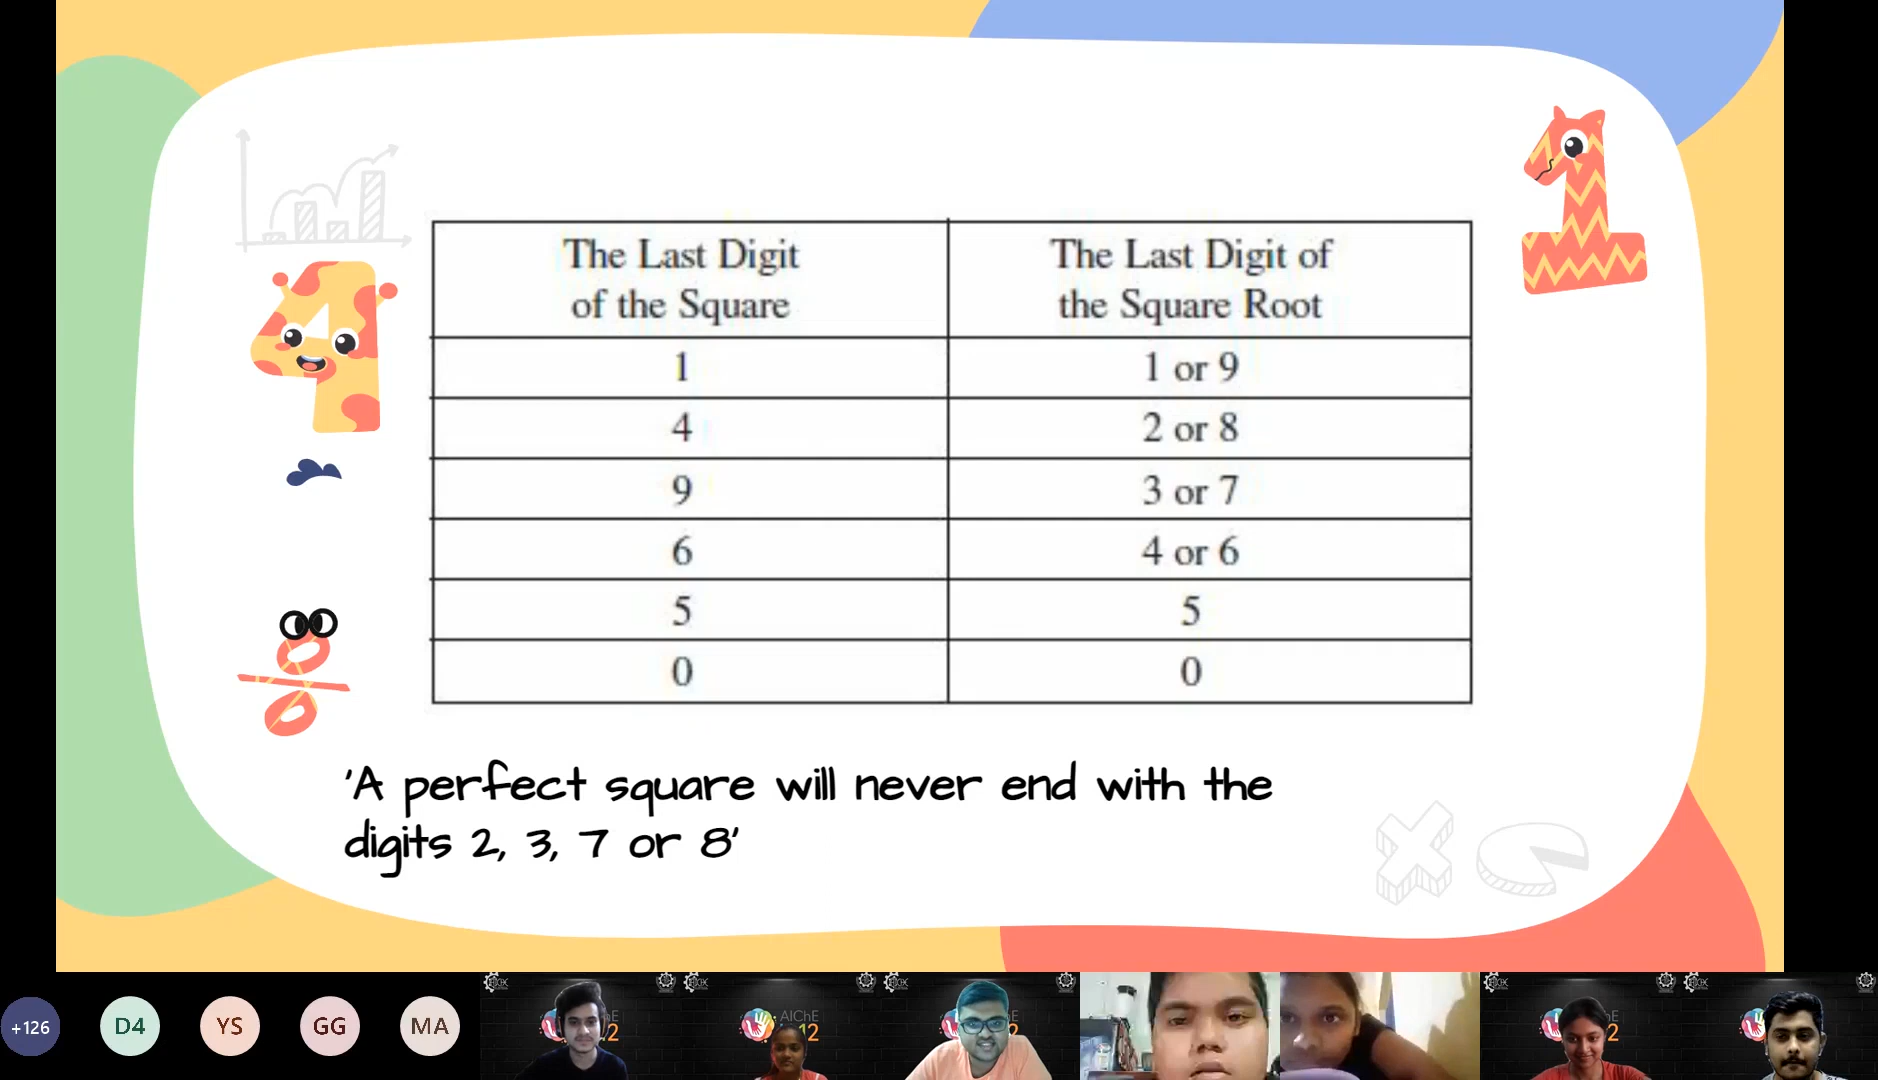 The Last Digit
of the Square
The Last Digit of
the Square Root
1
1 or 9
4
2 or 8
9
3 or 7
6
4 or 6
5
5
0
0
'A perfect square will never end with the
digits 2, 3, 7 or 8'
+126
D4
YS
GG
MA
AIChE
12